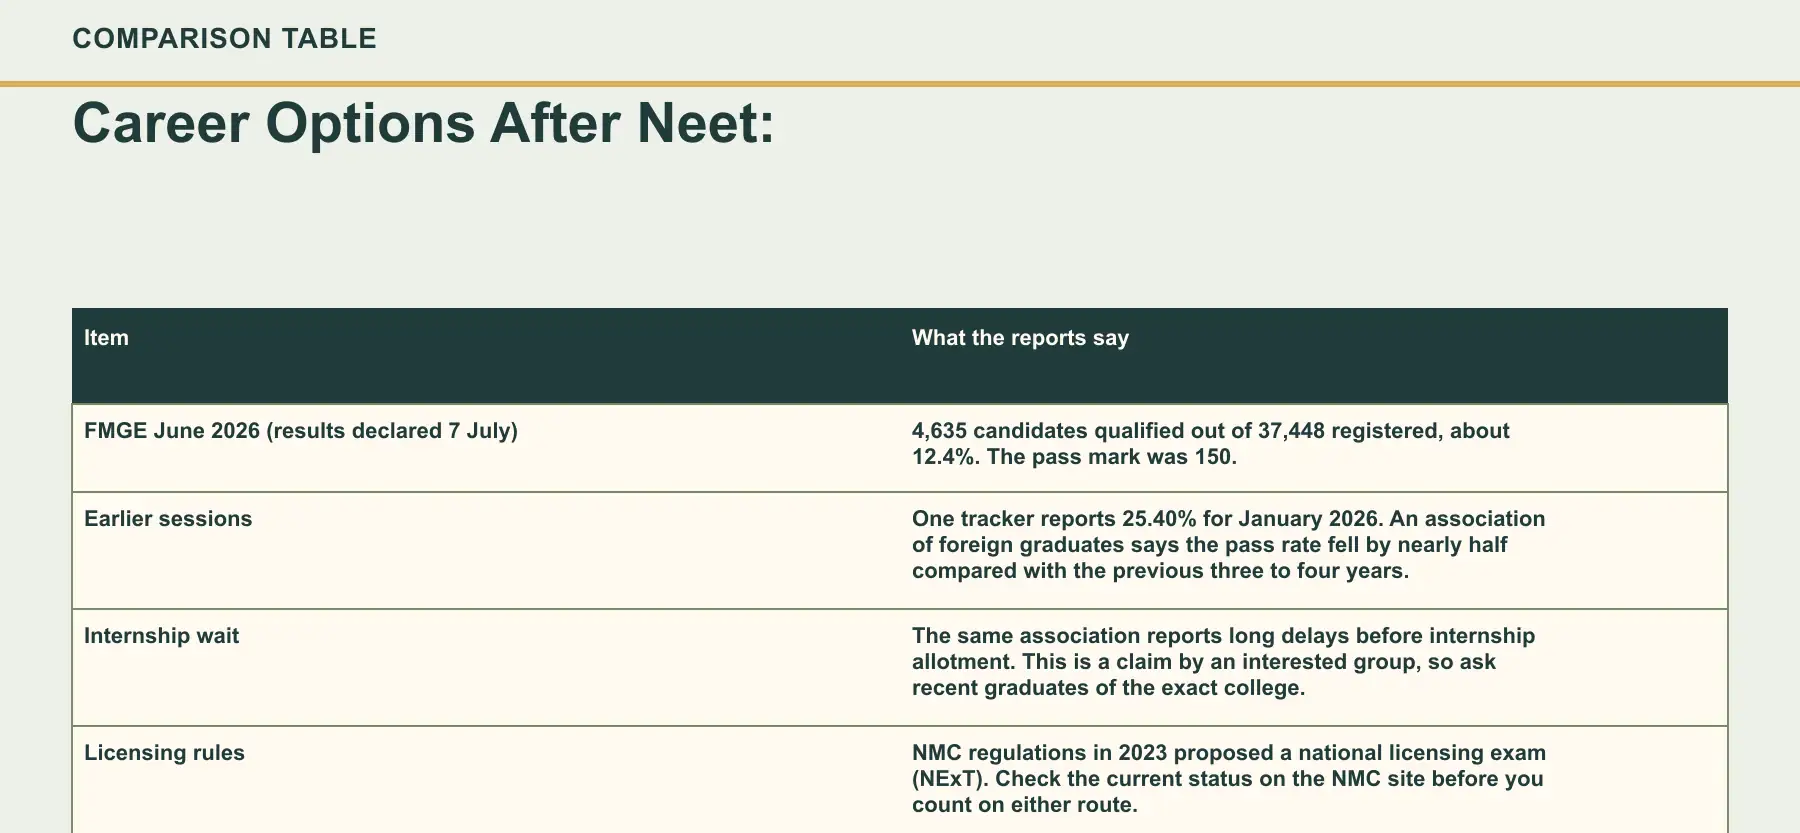 COMPARISON TABLE
Career Options After Neet:
Item
What the reports say
FMGE June 2026 (results declared 7 July)
4,635 candidates qualified out of 37,448 registered, about
12.4%. The pass mark was 150.
Earlier sessions
One tracker reports 25.40% for January 2026. An association
of foreign graduates says the pass rate fell by nearly half
compared with the previous three to four years.
Internship wait
The same association reports long delays before internship
allotment. This is a claim by an interested group, so ask
recent graduates of the exact college.
Licensing rules
NMC regulations in 2023 proposed a national licensing exam
(NExT). Check the current status on the NMC site before you
count on either route.